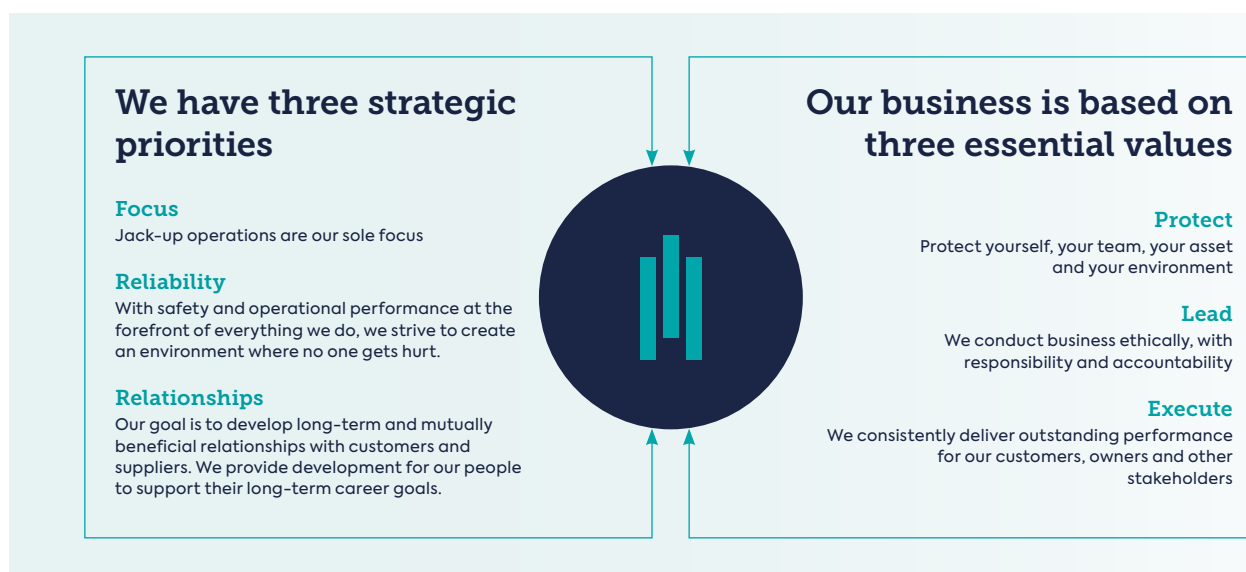 We have three strategic
priorities
Focus
Jack-up operations are our sole focus
Reliability
With safety and operational performance at the
forefront of everything we do, we strive to create
an environment where no one gets hurt.
Relationships
Our goal is to develop long-term and mutually
beneficial relationships with customers and
suppliers. We provide development for our people
to support their long-term career goals.
Our business is based on
three essential values
Protect
Protect yourself, your team, your asset
and your environment
Lead
We conduct business ethically, with
responsibility and accountability
Execute
We consistently deliver outstanding performance
for our customers, owners and other
stakeholders